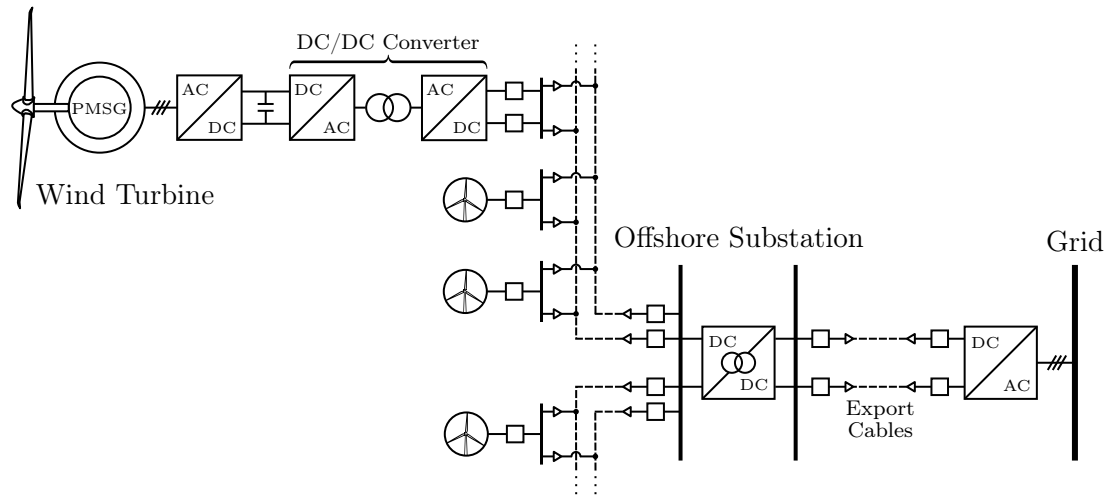 DC/DC Converter
PMSG
AC
DC
DC
AC
AC
DC
Wind Turbine
Offshore Substation
Grid
DC
DC
DC
AC
Export
Cables